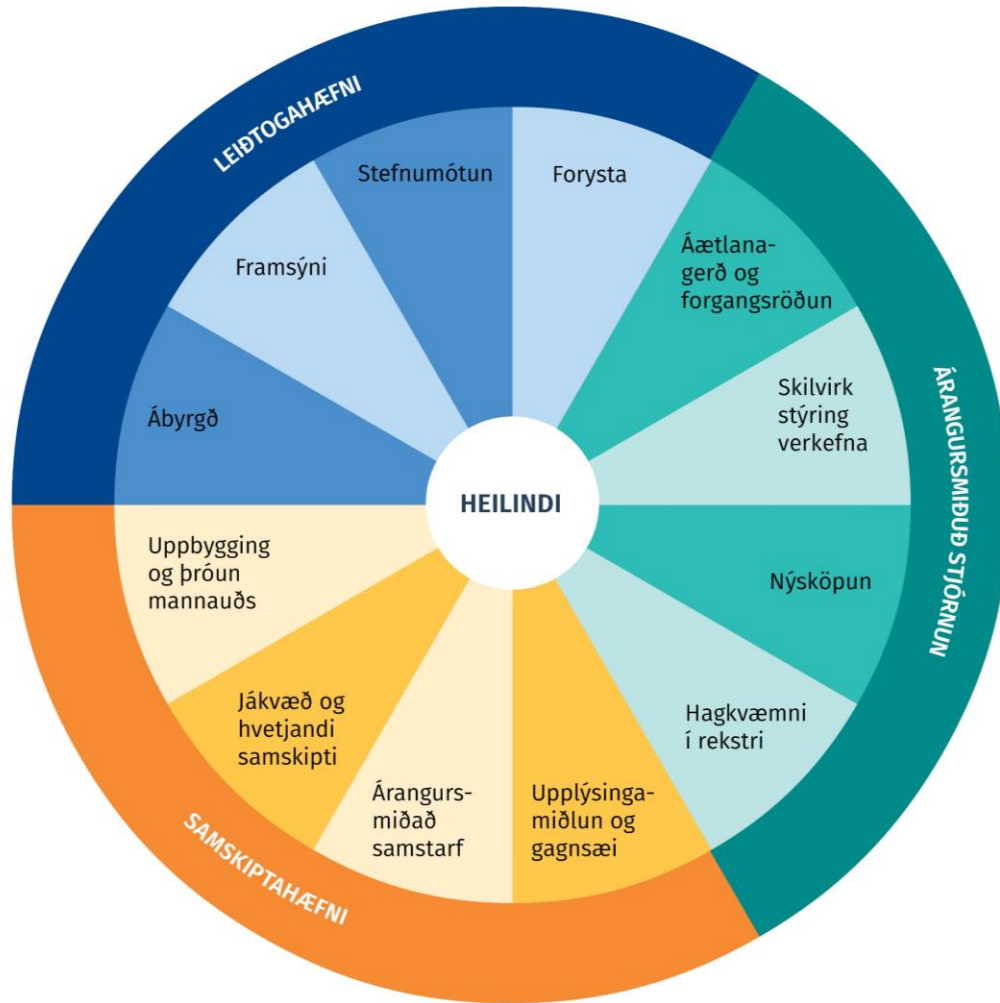 LEIÐTOGAHÆFNI
Stefnumótun
Forysta
Framsýni
Ábyrgð
Áætlana-
gerð og
forgangsröðun
Skilvirk
stýring
verkefna
Nýsköpun
Hagkvæmni
í rekstri
ÁRANGURSMIÐUÐ STJÓRNUN
HEILINDI
Uppbygging
og þróun
mannauðs
Jákvæð og
hvetjandi
samskipti
Árangurs-
miðað
samstarf
Upplýsinga-
miðlun og
gagnsæi
SAMSKIPTAHÆFNI